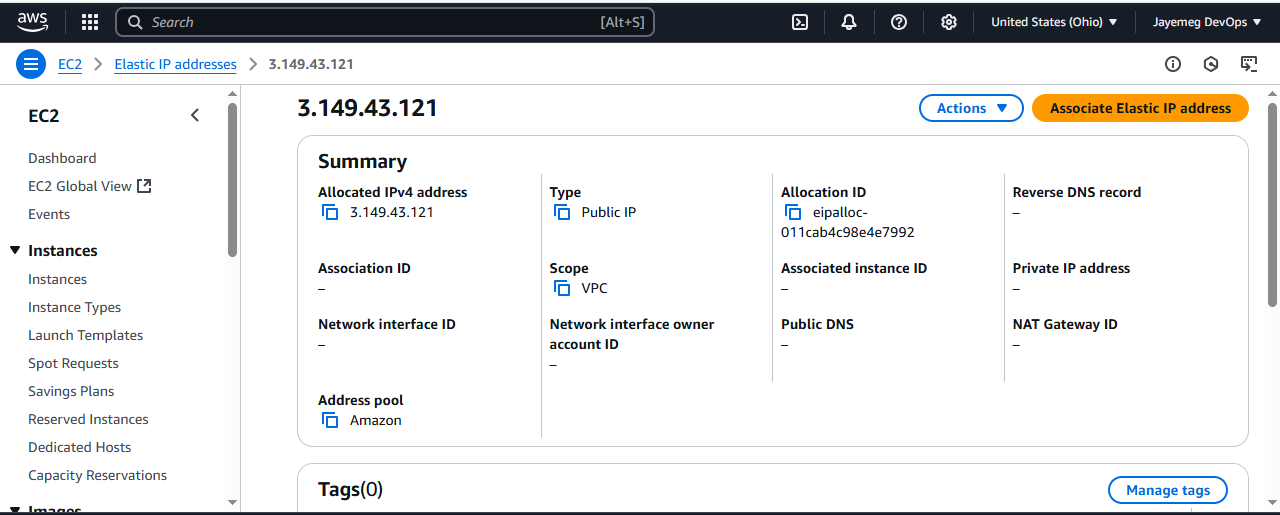 aws
Search
[Alt+S]
United States (Ohio)
Jayemeg DevOps
EC2
Elastic IP addresses
3.149.43.121
EC2
Dashboard
EC2 Global View
Events
Instances
Instances
Instance Types
Launch Templates
Spot Requests
Savings Plans
Reserved Instances
Dedicated Hosts
Capacity Reservations
Images
3.149.43.121
Actions
Associate Elastic IP address
Summary
Allocated IPv4 address
3.149.43.121
Type
Public IP
Allocation ID
eipalloc-
011cab4c98e4e7992
Reverse DNS record
–
Association ID
–
Scope
VPC
Associated instance ID
–
Private IP address
–
Network interface ID
–
Network interface owner
account ID
–
Public DNS
–
NAT Gateway ID
–
Address pool
Amazon
Tags(0)
Manage tags